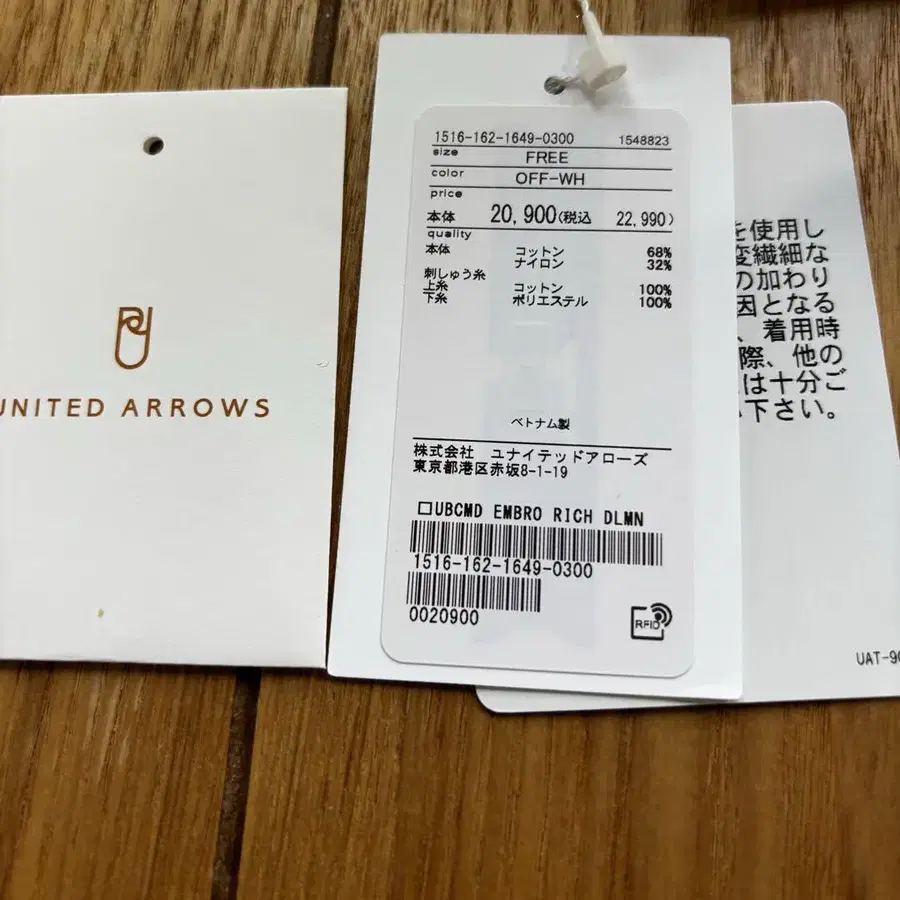 UNITED ARROWS
1516-162-1649-0300 1548823
size FREE
color OFF-WH
price
本体 20,900(税込 22,990)
quality
本体 コットン 68%
ナイロン 32%
刺しゅう糸
上糸 コットン 100%
下糸 ポリエステル 100%
ベトナム製
株式会社 ユナイテッドアローズ
東京都港区赤坂8-1-19
□UBCMD EMBRO RICH DLMN
1516-162-1649-0300
0020900
RFID
を使用し
変繊細な
の加わり
因となる
、着用時
際、他の
は十分ご
下さい。
UAT-90